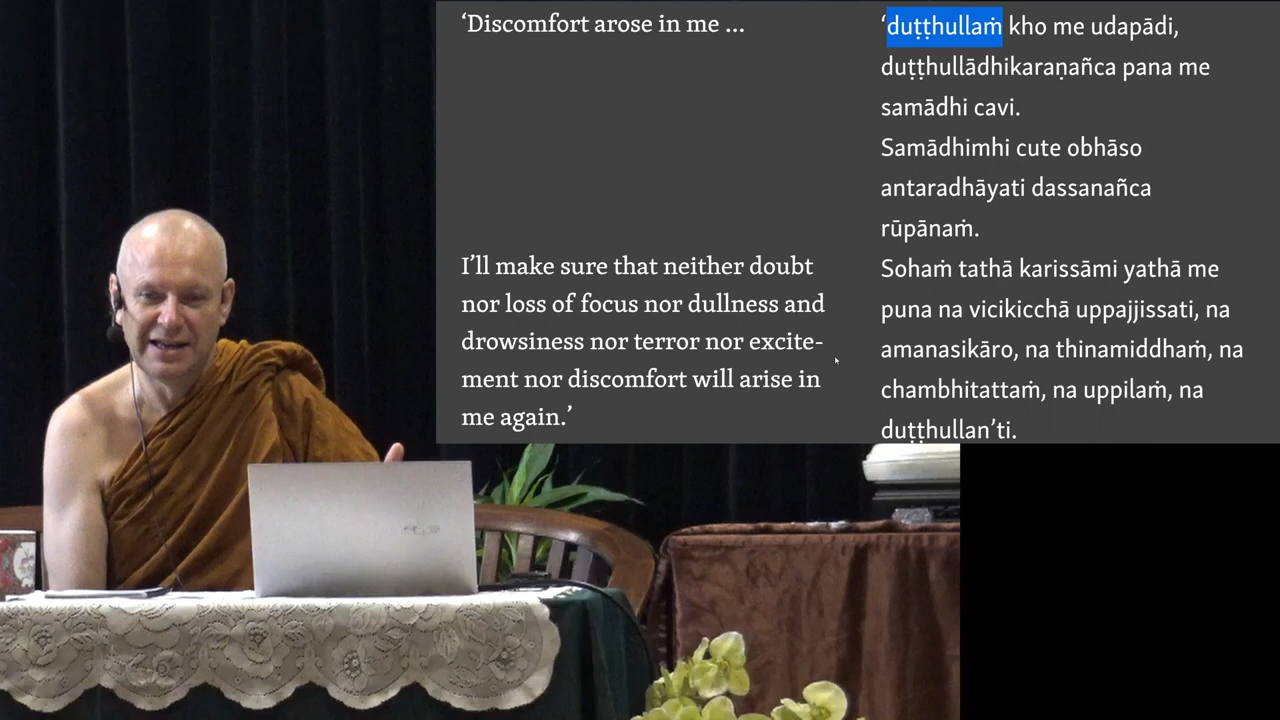 ‘Discomfort arose in me ...
I’ll make sure that neither doubt
nor loss of focus nor dullness and
drowsiness nor terror nor excite-
ment nor discomfort will arise in
me again.’
‘duṭṭhullaṁ kho me udapādi,
duṭṭhullādhikaraṇañca pana me
samādhi cavi.
Samādhimhi cute obhāso
antaradhāyati dassanañca
rūpānaṁ.
Sohaṁ tathā karissāmi yathā me
puna na vicikicchā uppajjissati, na
amanasikāro, na thinamiddhaṁ, na
chambhitattaṁ, na uppilaṁ, na
duṭṭhullan’ti.